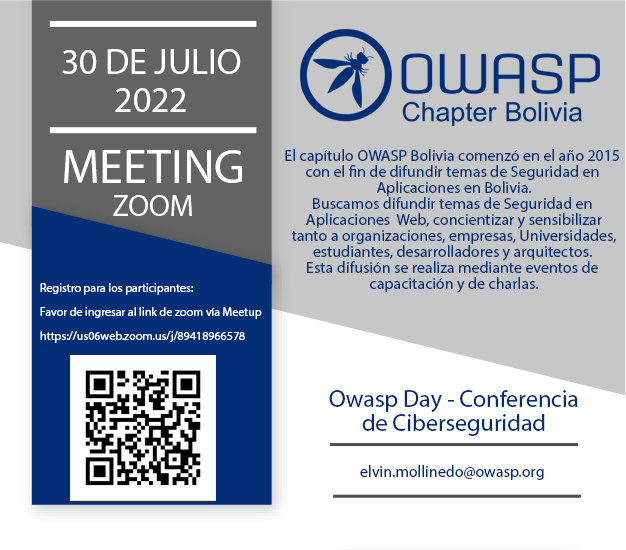 30 DE JULIO
2022
MEETING
ZOOM
Registro para los participantes:
Favor de ingresar al link de zoom vía Meetup
https://us06web.zoom.us/j/89418966578
OWASP
Chapter Bolivia
El capítulo OWASP Bolivia comenzó en el año 2015
con el fin de difundir temas de Seguridad en
Aplicaciones en Bolivia.
Buscamos difundir temas de Seguridad en
Aplicaciones Web, concientizar y sensibilizar
tanto a organizaciones, empresas, Universidades,
estudiantes, desarrolladores y arquitectos.
Esta difusión se realiza mediante eventos de
capacitación y de charlas.
Owasp Day - Conferencia
de Ciberseguridad
elvin.mollinedo@owasp.org